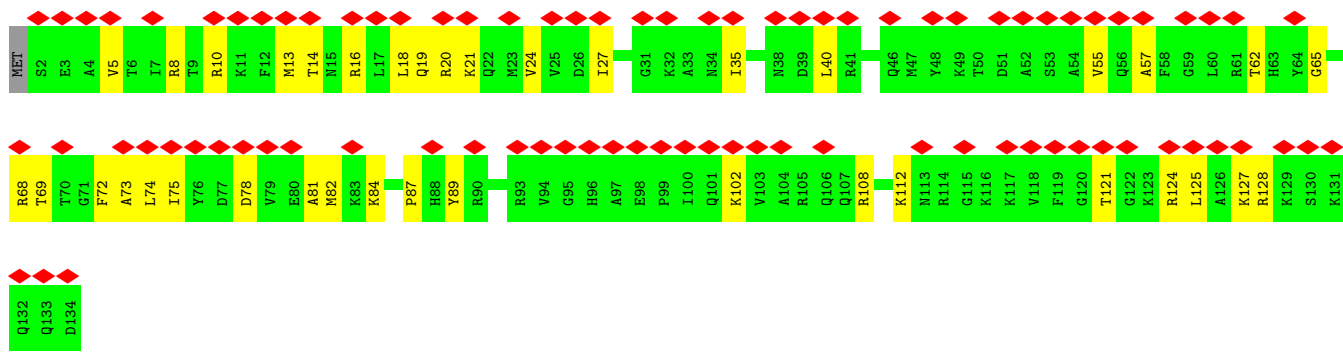 MET S2 E3 A4 V5 T6 I7 R8 T9 R10 K11 F12 M13 T14 N15 R16 L17 L18 Q19 R20 K21 Q22 M23 V24 V25 D26 I27 G31 K32 A33 N34 I35 N38 D39 L40 R41 Q46 M47 Y48 K49 T50 D51 A52 S53 A54 V55 Q56 A57 F58 G59 L60 R61 T62 H63 Y64 G65
R68 T69 T70 G71 F72 A73 L74 I75 Y76 D77 D78 V79 E80 A81 M82 K83 K84 P87 H88 Y89 R90 R93 V94 G95 H96 A97 E98 P99 I100 Q101 K102 V103 A104 R105 Q106 Q107 R108 K112 N113 R114 G115 K116 K117 V118 F119 G120 T121 G122 K123 R124 L125 A126 K127 R128 K129 S130 K131
Q132 Q133 D134